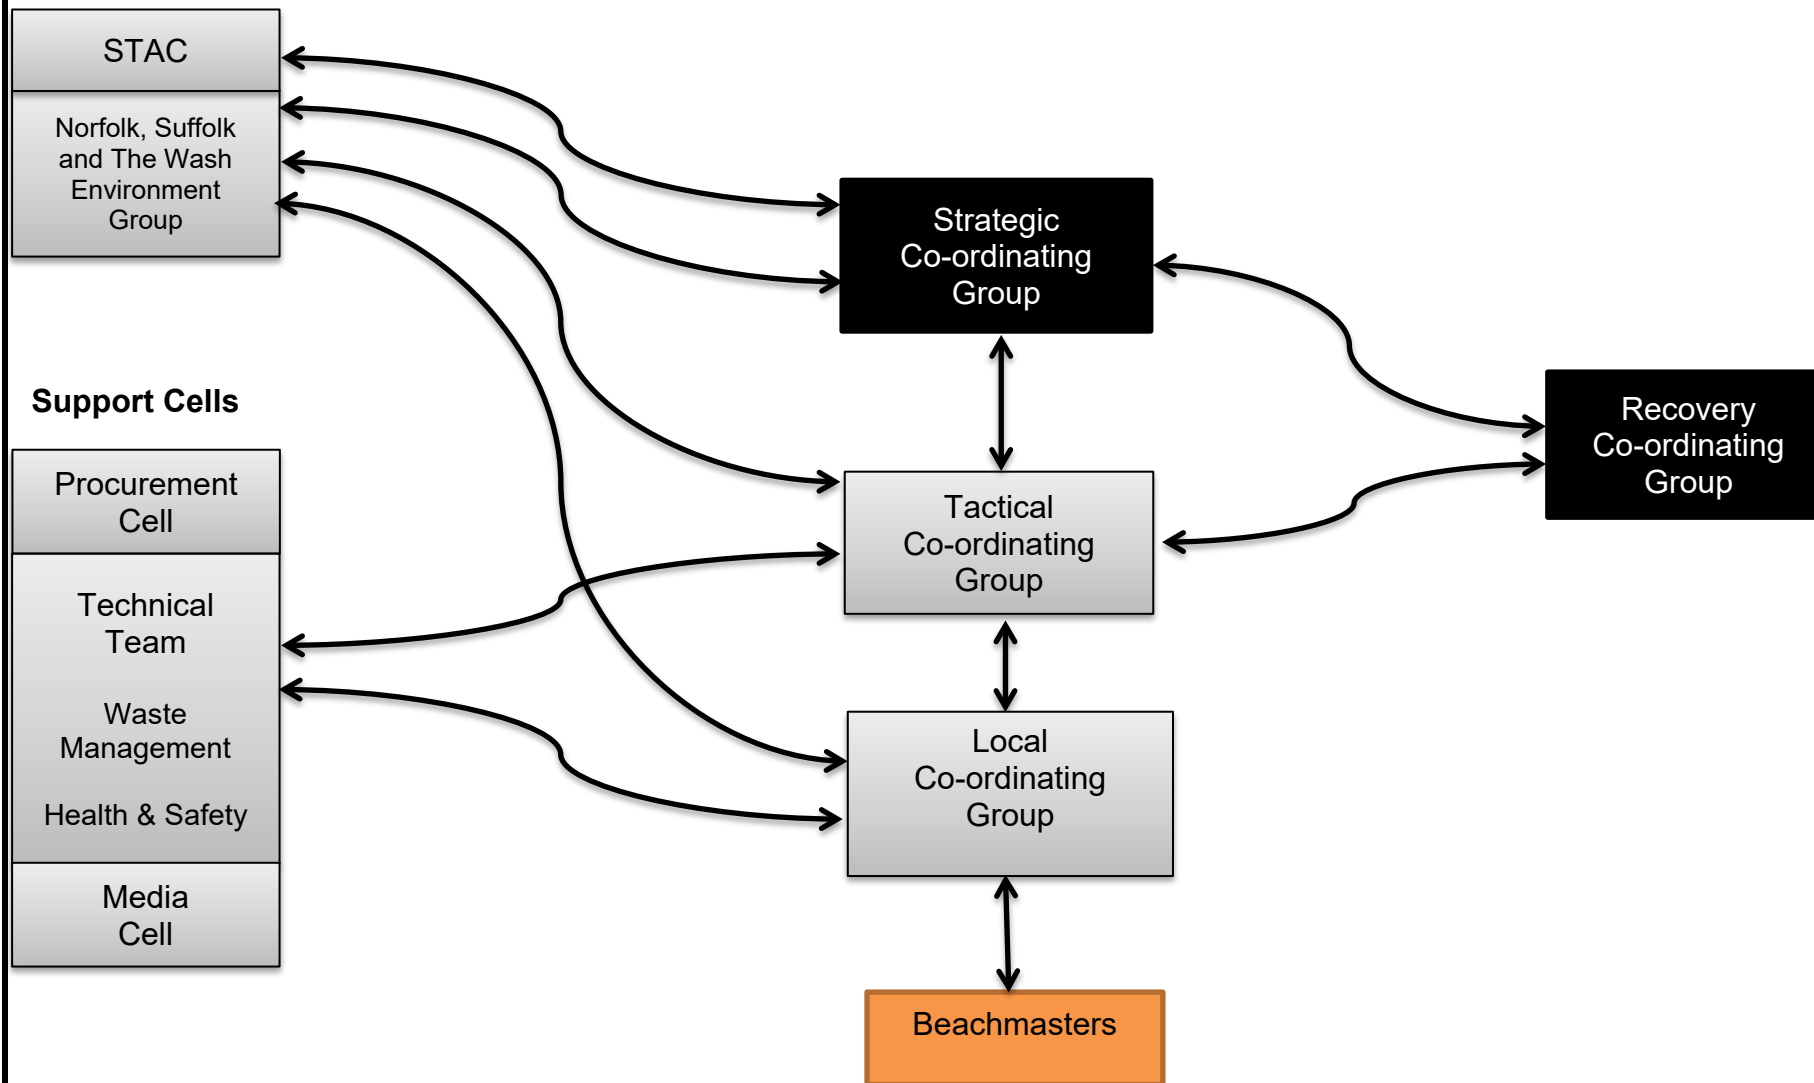 STAC
Norfolk, Suffolk
and The Wash
Environment
Group
Strategic
Co-ordinating
Group
Recovery
Co-ordinating
Group
Support Cells
Procurement
Cell
Technical
Team
Waste
Management
Health & Safety
Media
Cell
Tactical
Co-ordinating
Group
Local
Co-ordinating
Group
Beachmasters